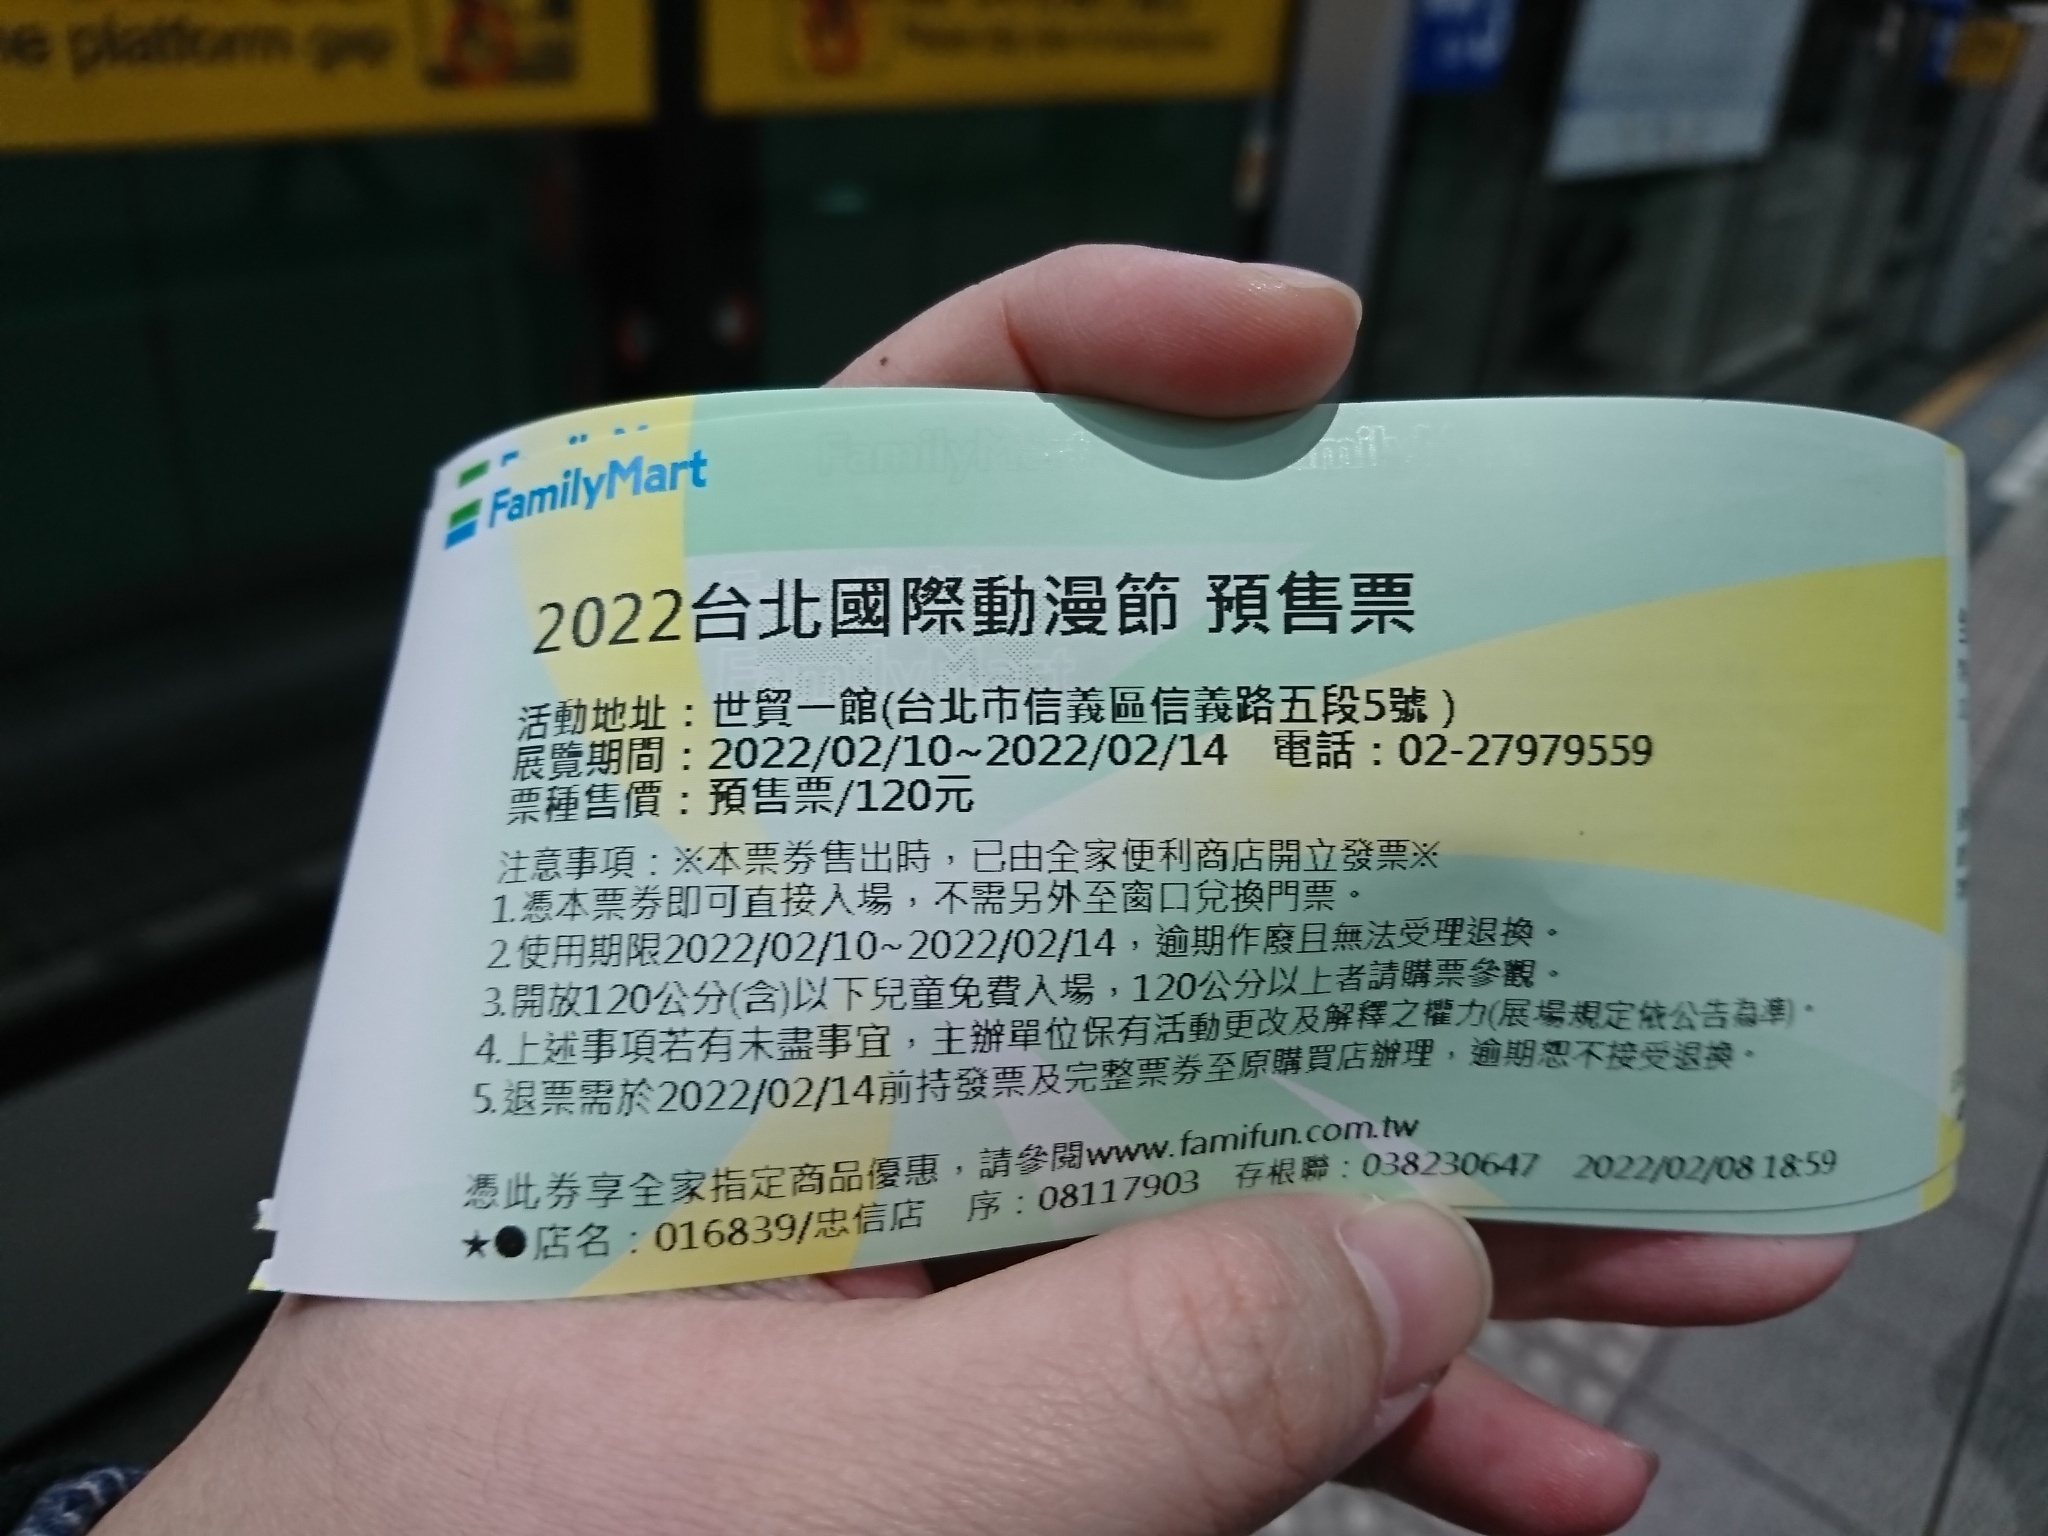 e platform gap
FamilyMart
2022台北國際動漫節 預售票
活動地址：世貿一館(台北市信義區信義路五段5號 )
展覽期間：2022/02/10~2022/02/14 電話：02-27979559
票種售價：預售票/120元
注意事項：※本票券售出時，已由全家便利商店開立發票※
1.憑本票券即可直接入場，不需另外至窗口兌換門票。
2.使用期限2022/02/10~2022/02/14，逾期作廢且無法受理退換。
3.開放120公分(含)以下兒童免費入場，120公分以上者請購票參觀。
4.上述事項若有未盡事宜，主辦單位保有活動更改及解釋之權力(展場規定依公告為準)。
5.退票需於2022/02/14前持發票及完整票券至原購買店辦理，逾期恕不接受退換。
憑此券享全家指定商品優惠，請參閱www.famifun.com.tw
★●店名：016839/忠信店 序：08117903 存根聯：038230647 2022/02/08 18:59